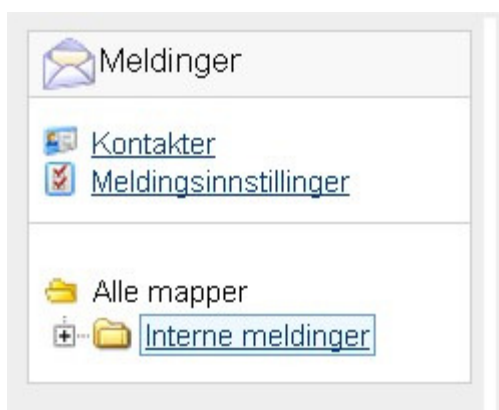 Meldinger
Kontakter
Meldingsinnstillinger
Alle mapper
Interne meldinger